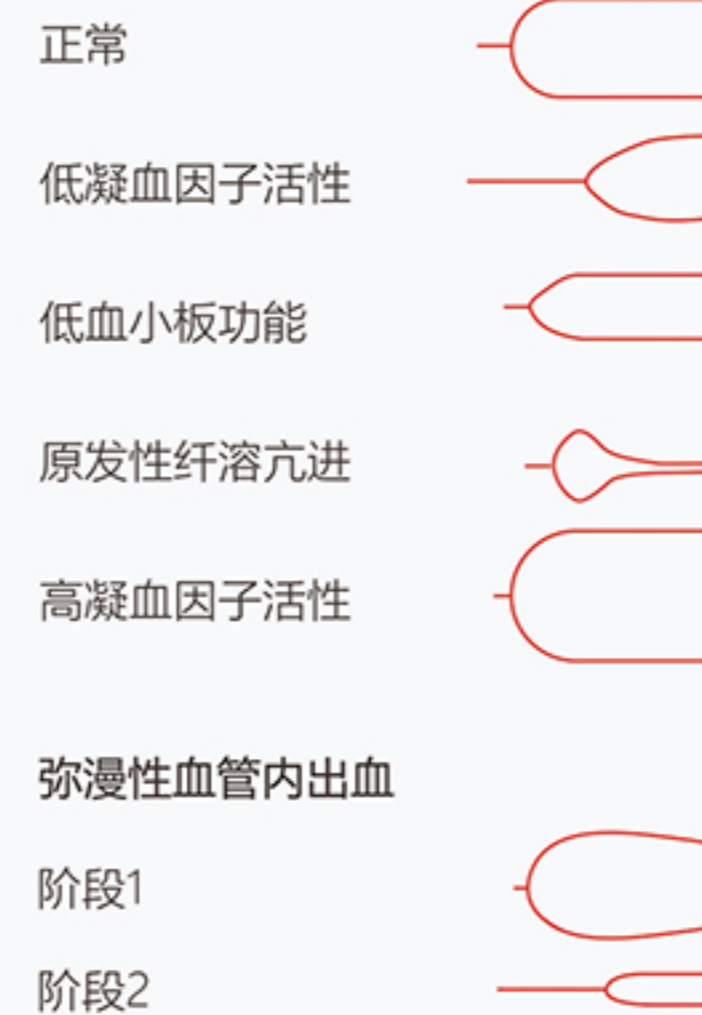 正常
低凝血因子活性
低血小板功能
原发性纤溶亢进
高凝血因子活性
弥漫性血管内出血
阶段1
阶段2